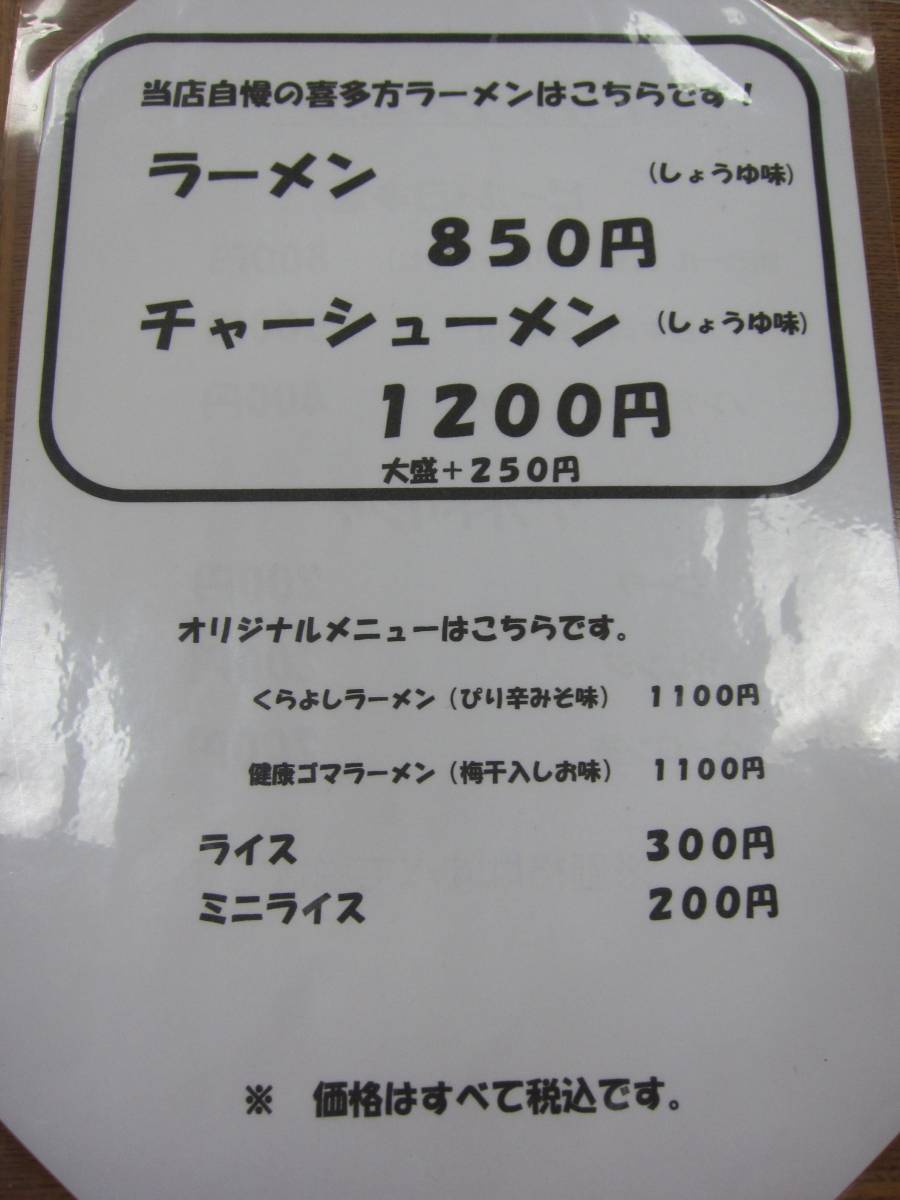 当店自慢の喜多方ラーメンはこちらです!
ラーメン (しょうゆ味)
850円
チャーシューメン (しょうゆ味)
1200円
大盛+250円
オリジナルメニューはこちらです。
くらよしラーメン(ぴり辛みそ味) 1100円
健康ゴマラーメン(梅干入しお味) 1100円
ライス 300円
ミニライス 200円
※ 価格はすべて税込です。